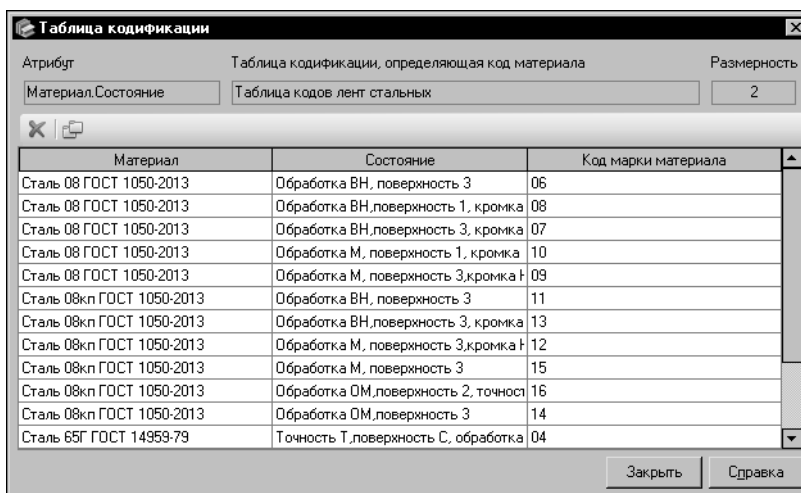 Таблица кодификации
Атрибут Таблица кодификации, определяющая код материала Размерность
Материал.Состояние Таблица кодов лент стальных 2
Материал Состояние Код марки материала
Сталь 08 ГОСТ 1050-2013 Обработка ВН, поверхность 3 06
Сталь 08 ГОСТ 1050-2013 Обработка ВН,поверхность 1, кромка 08
Сталь 08 ГОСТ 1050-2013 Обработка ВН,поверхность 3, кромка 07
Сталь 08 ГОСТ 1050-2013 Обработка М, поверхность 1, кромка 10
Сталь 08 ГОСТ 1050-2013 Обработка М, поверхность 3,кромка 09
Сталь 08кп ГОСТ 1050-2013 Обработка ВН, поверхность 3 11
Сталь 08кп ГОСТ 1050-2013 Обработка ВН,поверхность 3, кромка 13
Сталь 08кп ГОСТ 1050-2013 Обработка М, поверхность 3,кромка 12
Сталь 08кп ГОСТ 1050-2013 Обработка М, поверхность 3 15
Сталь 08кп ГОСТ 1050-2013 Обработка ОМ,поверхность 2, точност 16
Сталь 08кп ГОСТ 1050-2013 Обработка ОМ,поверхность 3 14
Сталь 65Г ГОСТ 14959-79 Точность Т,поверхность С, обработка 04
Закрыть Справка